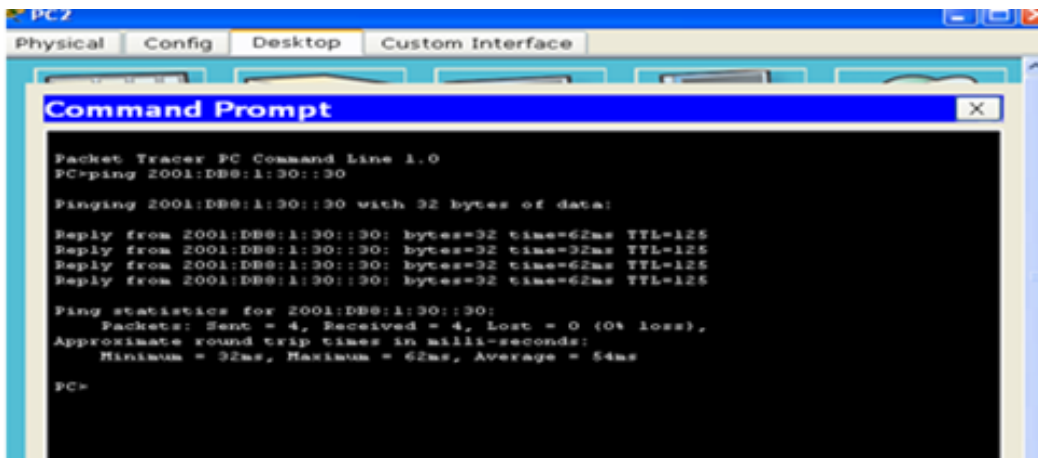 PC2
Physical Config Desktop Custom Interface
Command Prompt
X
Packet Tracer PC Command Line 1.0
PC>ping 2001:DB8:1:30::30
Pinging 2001:DB8:1:30::30 with 32 bytes of data:
Reply from 2001:DB8:1:30::30: bytes=32 time=62ms TTL=125
Reply from 2001:DB8:1:30::30: bytes=32 time=32ms TTL=125
Reply from 2001:DB8:1:30::30: bytes=32 time=62ms TTL=125
Reply from 2001:DB8:1:30::30: bytes=32 time=62ms TTL=125
Ping statistics for 2001:DB8:1:30::30:
Packets: Sent = 4, Received = 4, Lost = 0 (0% loss),
Approximate round trip times in milli-seconds:
Minimum = 32ms, Maximum = 62ms, Average = 54ms
PC>